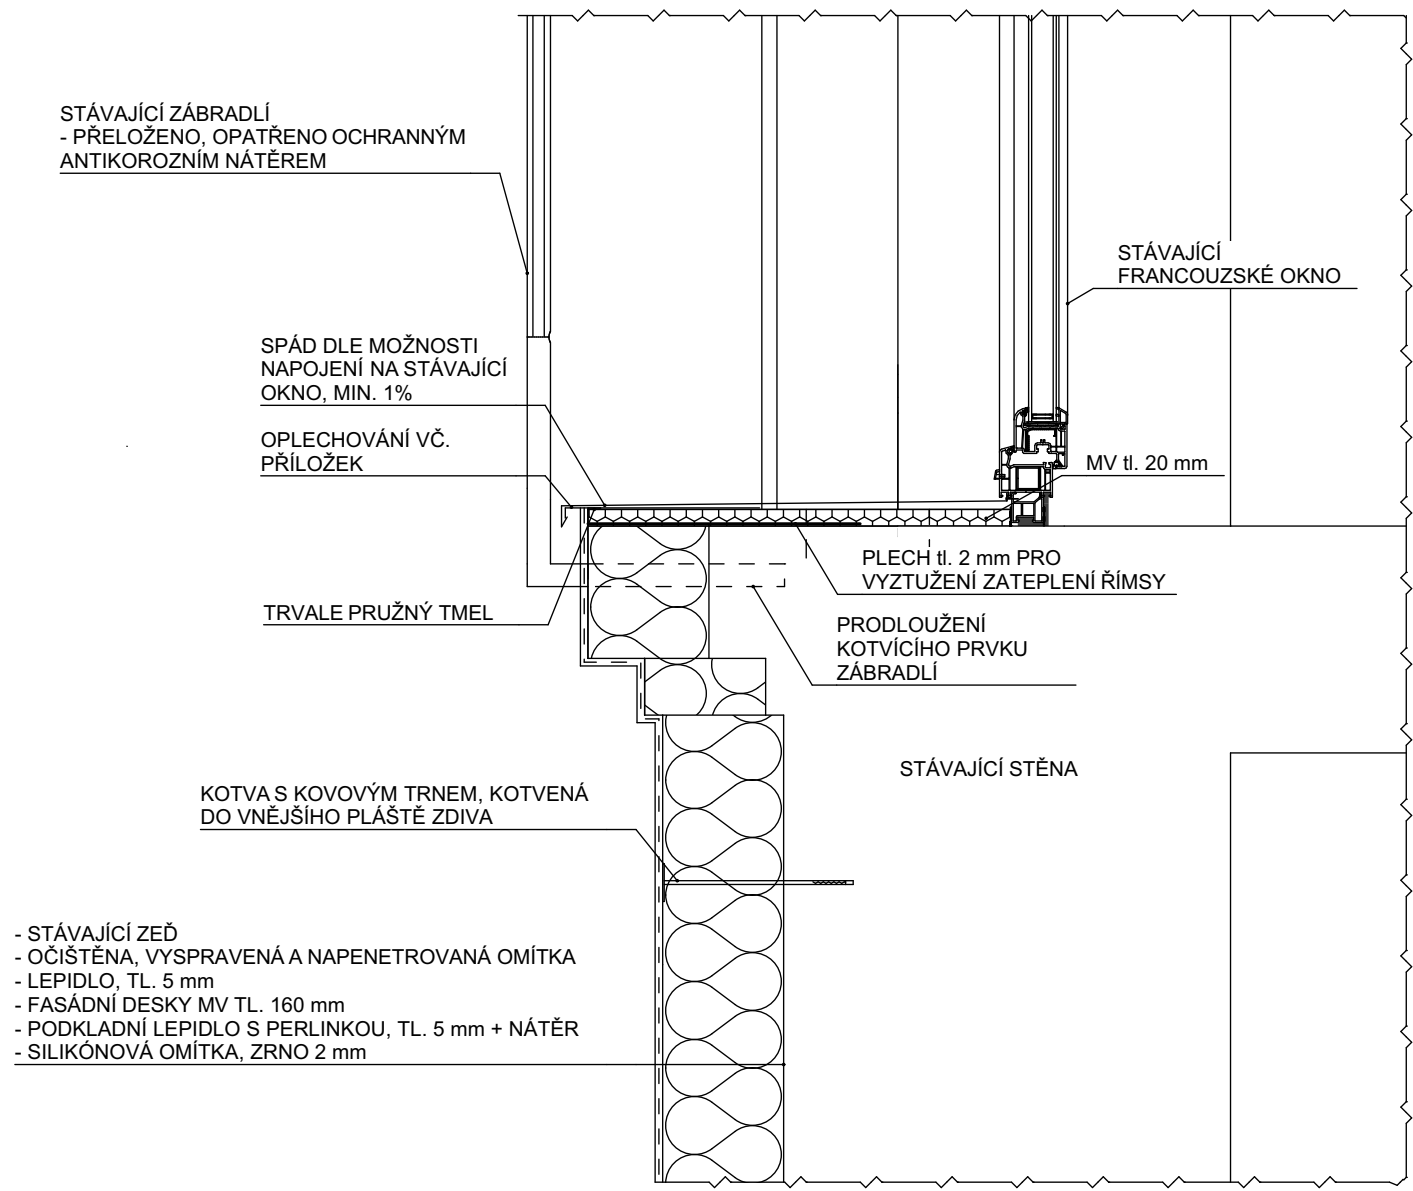 STÁVAJÍCÍ ZÁBRADLÍ
- PŘELOŽENO, OPATŘENO OCHRANNÝM
ANTIKOROZNÍM NÁTĚREM
STÁVAJÍCÍ
FRANCOUZSKÉ OKNO
SPÁD DLE MOŽNOSTI
NAPOJENÍ NA STÁVAJÍCÍ
OKNO, MIN. 1%
OPLECHOVÁNÍ VČ.
PŘÍLOŽEK
MV tl. 20 mm
PLECH tl. 2 mm PRO
VYZTUŽENÍ ZATEPLENÍ ŘÍMSY
TRVALE PRUŽNÝ TMEL
PRODLOUŽENÍ
KOTVÍCÍHO PRVKU
ZÁBRADLÍ
STÁVAJÍCÍ STĚNA
KOTVA S KOVOVÝM TRNEM, KOTVENÁ
DO VNĚJŠÍHO PLÁŠTĚ ZDIVA
- STÁVAJÍCÍ ZEĎ
- OČIŠTĚNA, VYSPRAVENÁ A NAPENETROVANÁ OMÍTKA
- LEPIDLO, TL. 5 mm
- FASÁDNÍ DESKY MV TL. 160 mm
- PODKLADNÍ LEPIDLO S PERLINKOU, TL. 5 mm + NÁTĚR
- SILIKÓNOVÁ OMÍTKA, ZRNO 2 mm